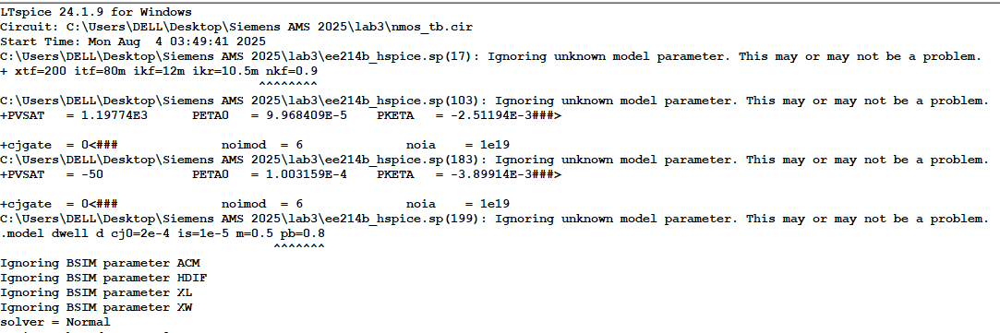 LTspice 24.1.9 for Windows
Circuit: C:\Users\DELL\Desktop\Siemens AMS 2025\lab3\nmos_tb.cir
Start Time: Mon Aug  4 03:49:41 2025
C:\Users\DELL\Desktop\Siemens AMS 2025\lab3\ee214b_hspice.sp(17): Ignoring unknown model parameter. This may or may not be a problem.
+ xtf=200 itf=80m ikf=12m ikr=10.5m nkf=0.9
                                   ^^^^^^^^
C:\Users\DELL\Desktop\Siemens AMS 2025\lab3\ee214b_hspice.sp(103): Ignoring unknown model parameter. This may or may not be a problem.
+PVSAT   = 1.19774E3      PETA0   = 9.968409E-5    PKETA   = -2.51194E-3###>
+cjgate  = 0<###              noimod  = 6              noia    = 1e19
C:\Users\DELL\Desktop\Siemens AMS 2025\lab3\ee214b_hspice.sp(183): Ignoring unknown model parameter. This may or may not be a problem.
+PVSAT   = -50            PETA0   = 1.003159E-4    PKETA   = -3.89914E-3###>
+cjgate  = 0<###              noimod  = 6              noia    = 1e19
C:\Users\DELL\Desktop\Siemens AMS 2025\lab3\ee214b_hspice.sp(199): Ignoring unknown model parameter. This may or may not be a problem.
.model dwell d cj0=2e-4 is=1e-5 m=0.5 pb=0.8
                                     ^^^^^^^
Ignoring BSIM parameter ACM
Ignoring BSIM parameter HDIF
Ignoring BSIM parameter XL
Ignoring BSIM parameter XW
solver = Normal